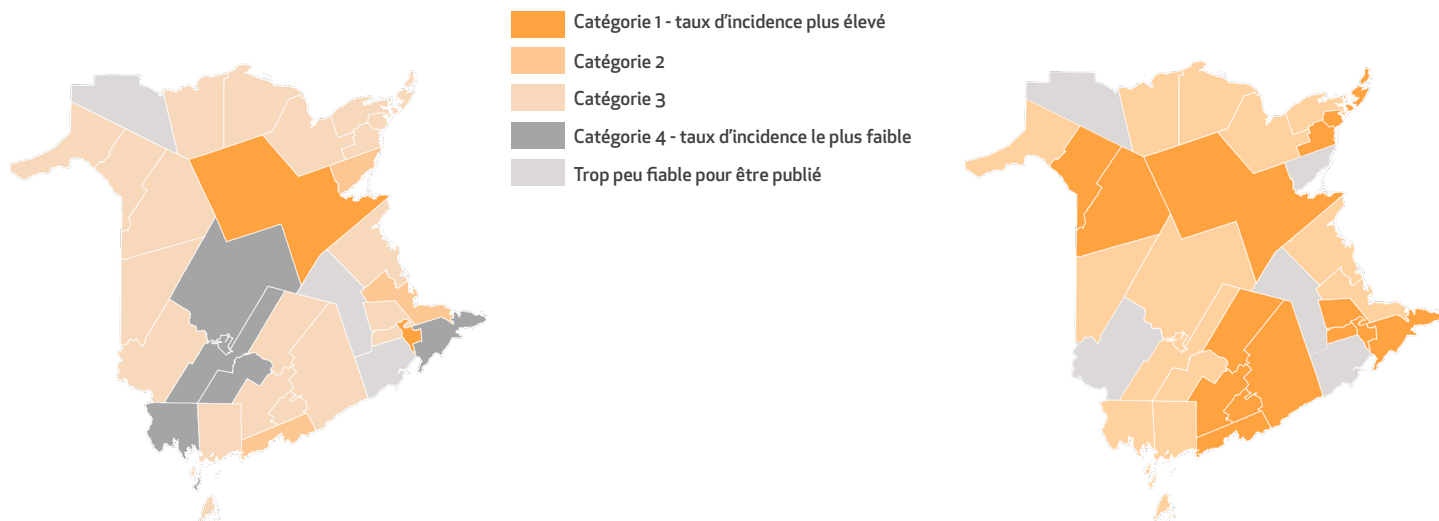 Catégorie 1 - taux d'incidence plus élevé
Catégorie 2
Catégorie 3
Catégorie 4 - taux d'incidence le plus faible
Trop peu fiable pour être publié